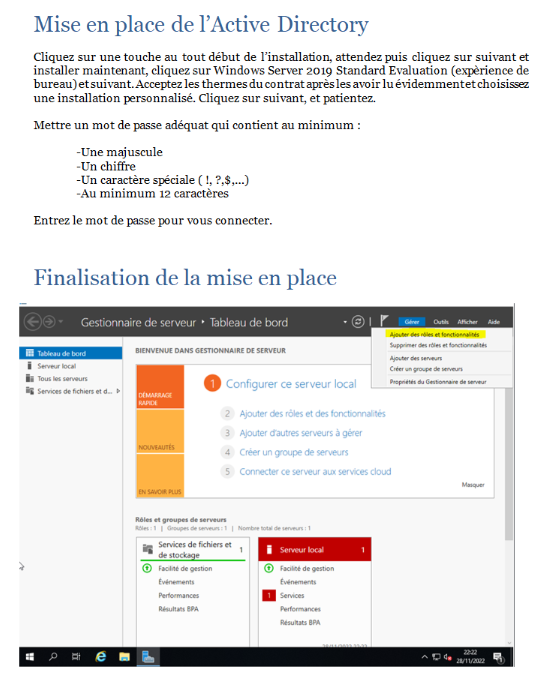 Mise en place de l'Active Directory
Cliquez sur une touche au tout début de l'installation, attendez puis cliquez sur suivant et
installer maintenant, cliquez sur Windows Server 2019 Standard Evaluation (expèrience de
bureau) et suivant. Acceptez les thermes du contrat après les avoir lu évidemment et choisissez
une installation personnalisé. Cliquez sur suivant, et patientez.
Mettre un mot de passe adéquat qui contient au minimum :
-Une majuscule
-Un chiffre
-Un caractère spéciale ( !, ?,$,...)
-Au minimum 12 caractères
Entrez le mot de passe pour vous connecter.
Finalisation de la mise en place
Gestionnaire de serveur • Tableau de bord
Gérer Outils Afficher Aide
Ajouter des rôles et fonctionnalités
Supprimer des rôles et fonctionnalités
Ajouter des serveurs
Créer un groupe de serveurs
Propriétés du Gestionnaire de serveur
Tableau de bord
Serveur local
Tous les serveurs
Services de fichiers et d...
BIENVENUE DANS GESTIONNAIRE DE SERVEUR
DÉMARRAGE
RAPIDE
NOUVEAUTÉS
EN SAVOIR PLUS
1 Configurer ce serveur local
2 Ajouter des rôles et des fonctionnalités
3 Ajouter d'autres serveurs à gérer
4 Créer un groupe de serveurs
5 Connecter ce serveur aux services cloud
Masquer
Rôles et groupes de serveurs
Rôles : 1 | Groupes de serveurs : 1 | Nombre total de serveurs : 1
Services de fichiers et
de stockage
1
Facilité de gestion
Événements
Performances
Résultats BPA
Serveur local 1
Facilité de gestion
Événements
1 Services
Performances
Résultats BPA
28/11/2022 22:22
22:22
28/11/2022